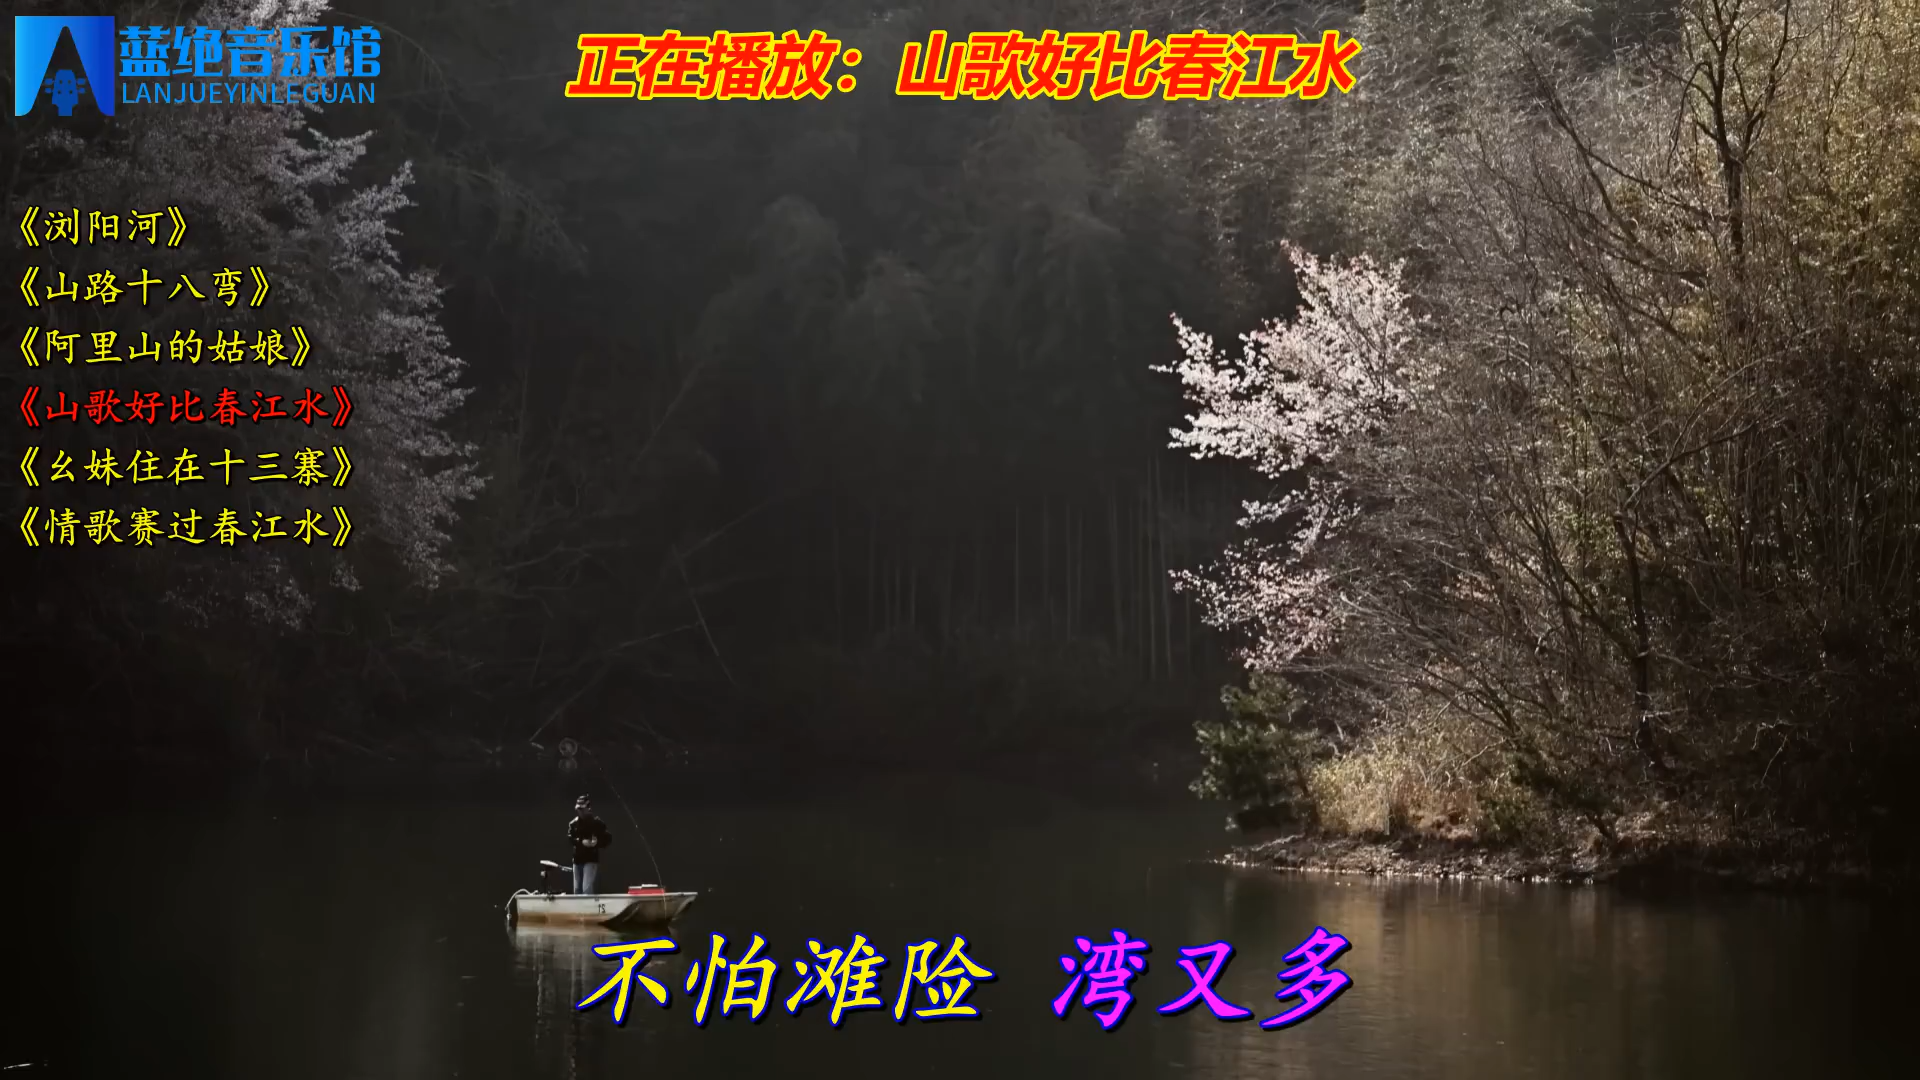 蓝绝音乐馆
LANJUEYINLEGUAN
正在播放：山歌好比春江水
《浏阳河》
《山路十八弯》
《阿里山的姑娘》
《山歌好比春江水》
《幺妹住在十三寨》
《情歌赛过春江水》
不怕滩险 湾又多